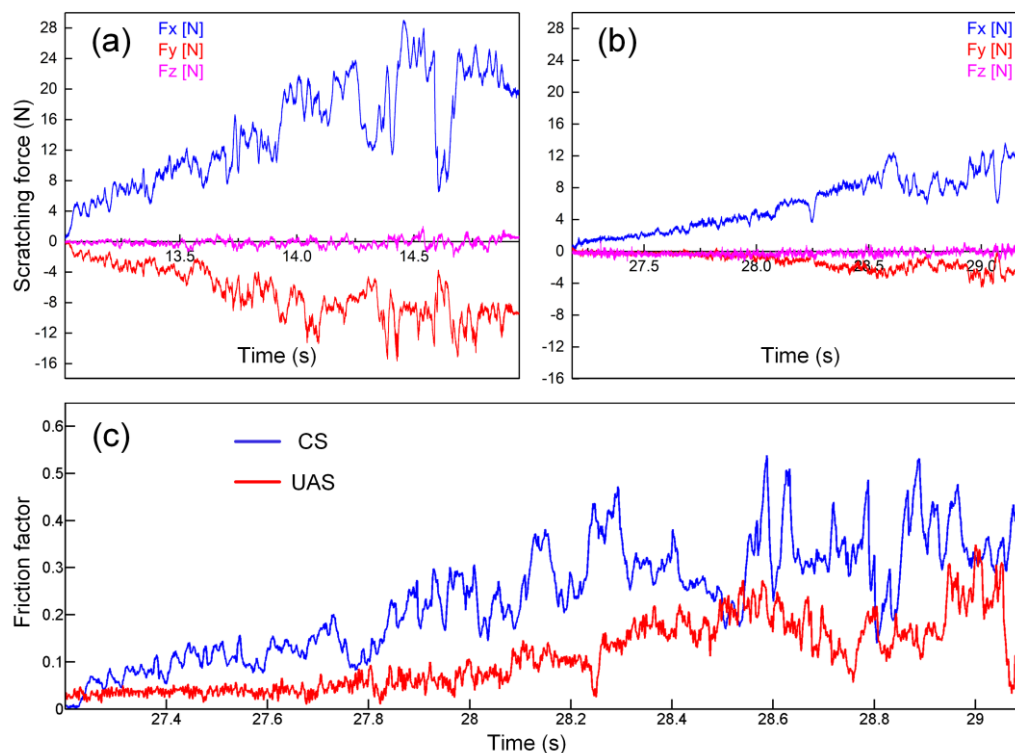 (a)
Fx [N]
Fy [N]
Fz [N]
28
24
20
16
12
8
4
0
-4
-8
-12
-16
13.5
14.0
14.5
Scratching force (N)
Time (s)
(b)
Fx [N]
Fy [N]
Fz [N]
28
24
20
16
12
8
4
0
-4
-8
-12
-16
27.5
28.0
28.5
29.0
Time (s)
(c)
CS
UAS
0.6
0.5
0.4
0.3
0.2
0.1
0
Friction factor
27.4
27.6
27.8
28
28.2
28.4
28.6
28.8
29
Time (s)